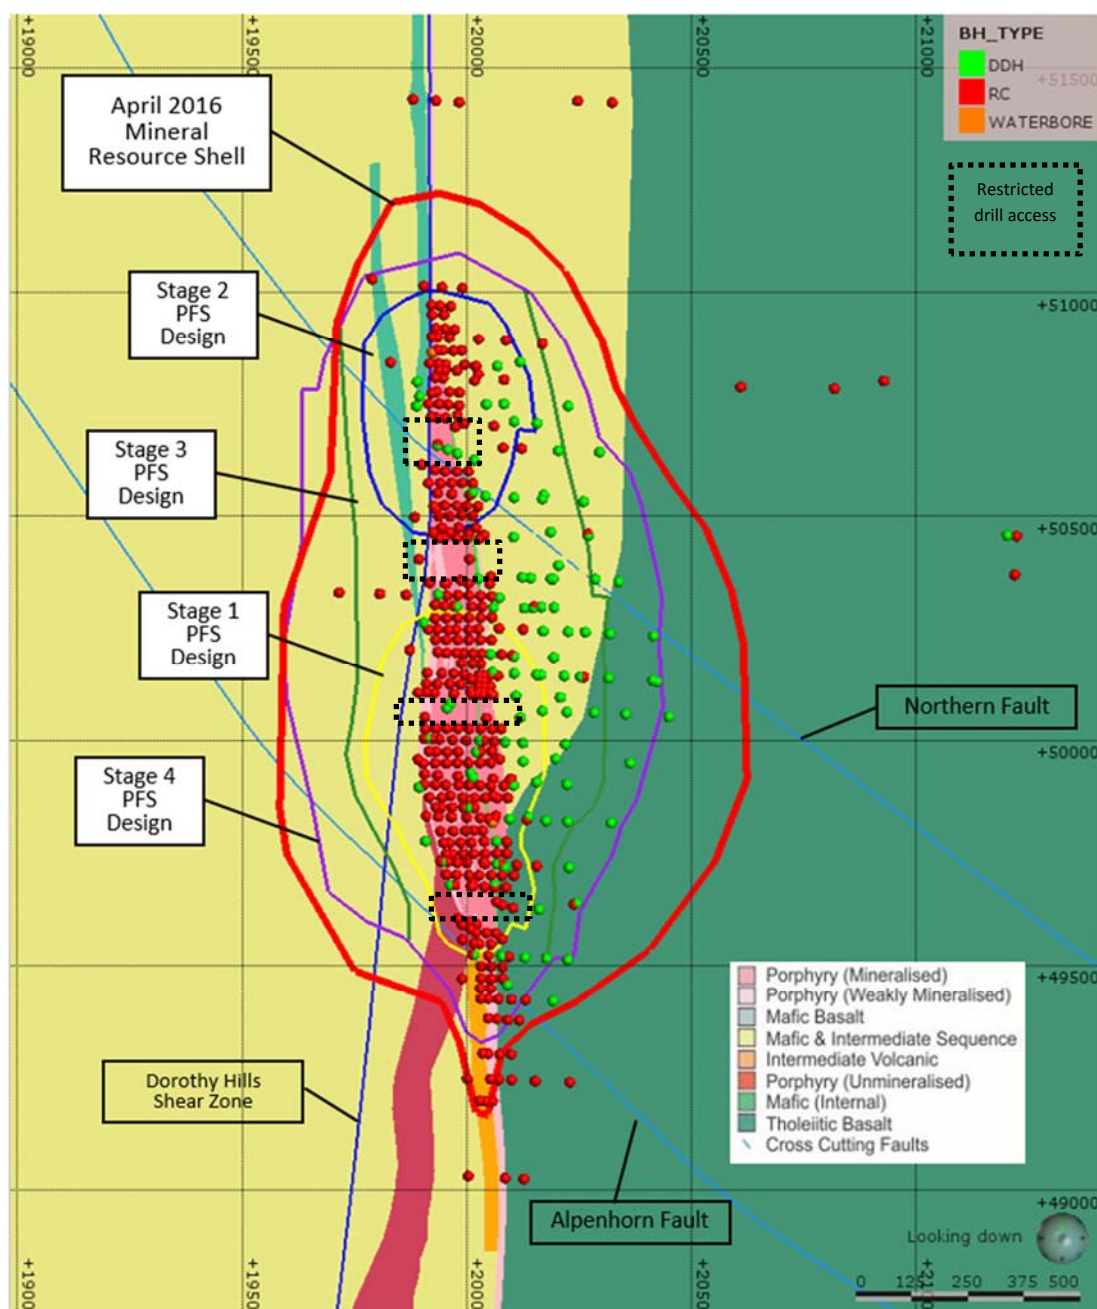 +19000
+19500
+20000
+20500
+21000
BH_TYPE
DDH
RC
WATERBORE
+51500
April 2016
Mineral
Resource Shell
Restricted
drill access
Stage 2
PFS
Design
+51000
Stage 3
PFS
Design
+50500
Stage 1
PFS
Design
Northern Fault
+50000
Stage 4
PFS
Design
+49500
Porphyry (Mineralised)
Porphyry (Weakly Mineralised)
Mafic Basalt
Mafic & Intermediate Sequence
Intermediate Volcanic
Porphyry (Unmineralised)
Mafic (Internal)
Tholeiitic Basalt
Cross Cutting Faults
Dorothy Hills
Shear Zone
Alpenhorn Fault
+49000
Looking down
+19000
+19500
+20000
+2050
+21000
0 125 250 375 500